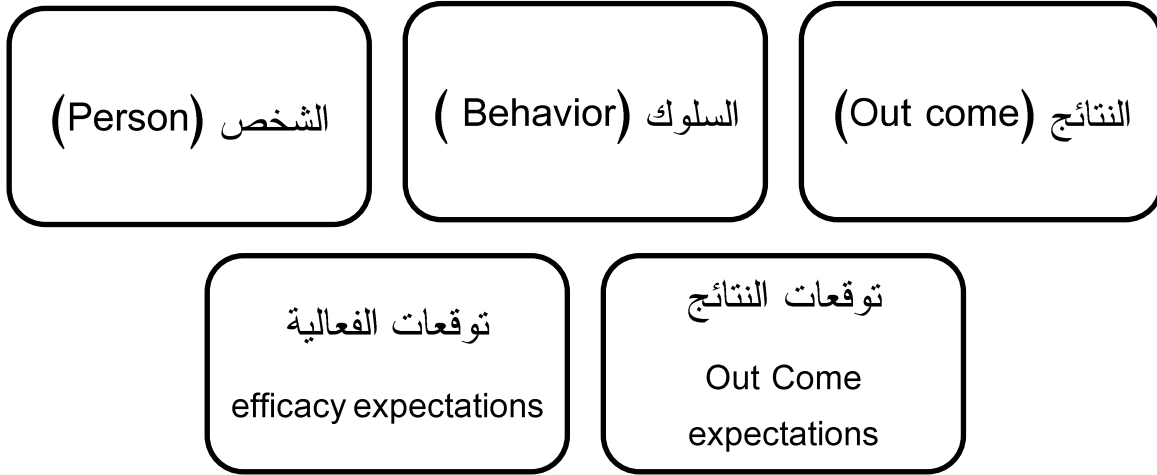 الشخص (Person)
السلوك (Behavior )
النتائج (Out come)
توقعات الفعالية
efficacy expectations
توقعات النتائج
Out Come
expectations